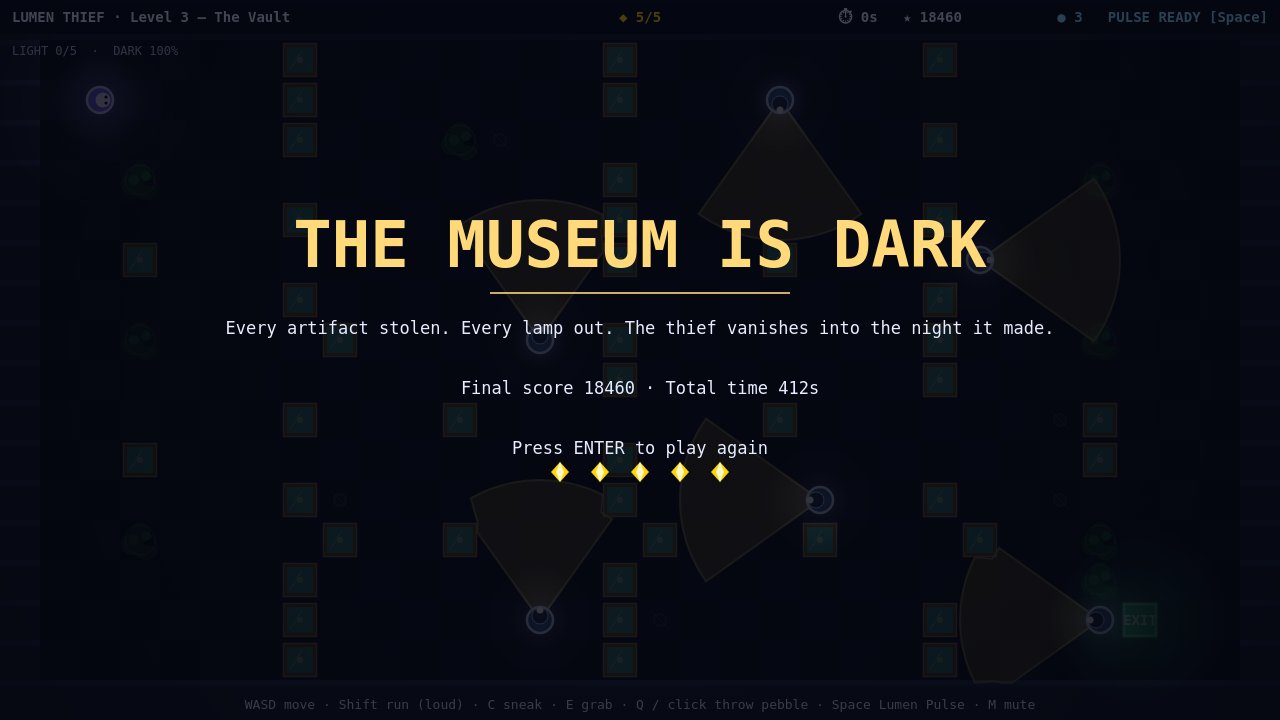 LUMEN THIEF · Level 3 — The Vault
◆ 5/5
⏱ 0s ★ 18460
● 3 PULSE READY [Space]
LIGHT 0/5 · DARK 100%
THE MUSEUM IS DARK
Every artifact stolen. Every lamp out. The thief vanishes into the night it made.
Final score 18460 · Total time 412s
Press ENTER to play again
EXIT
WASD move · Shift run (loud) · C sneak · E grab · Q / click throw pebble · Space Lumen Pulse · M mute